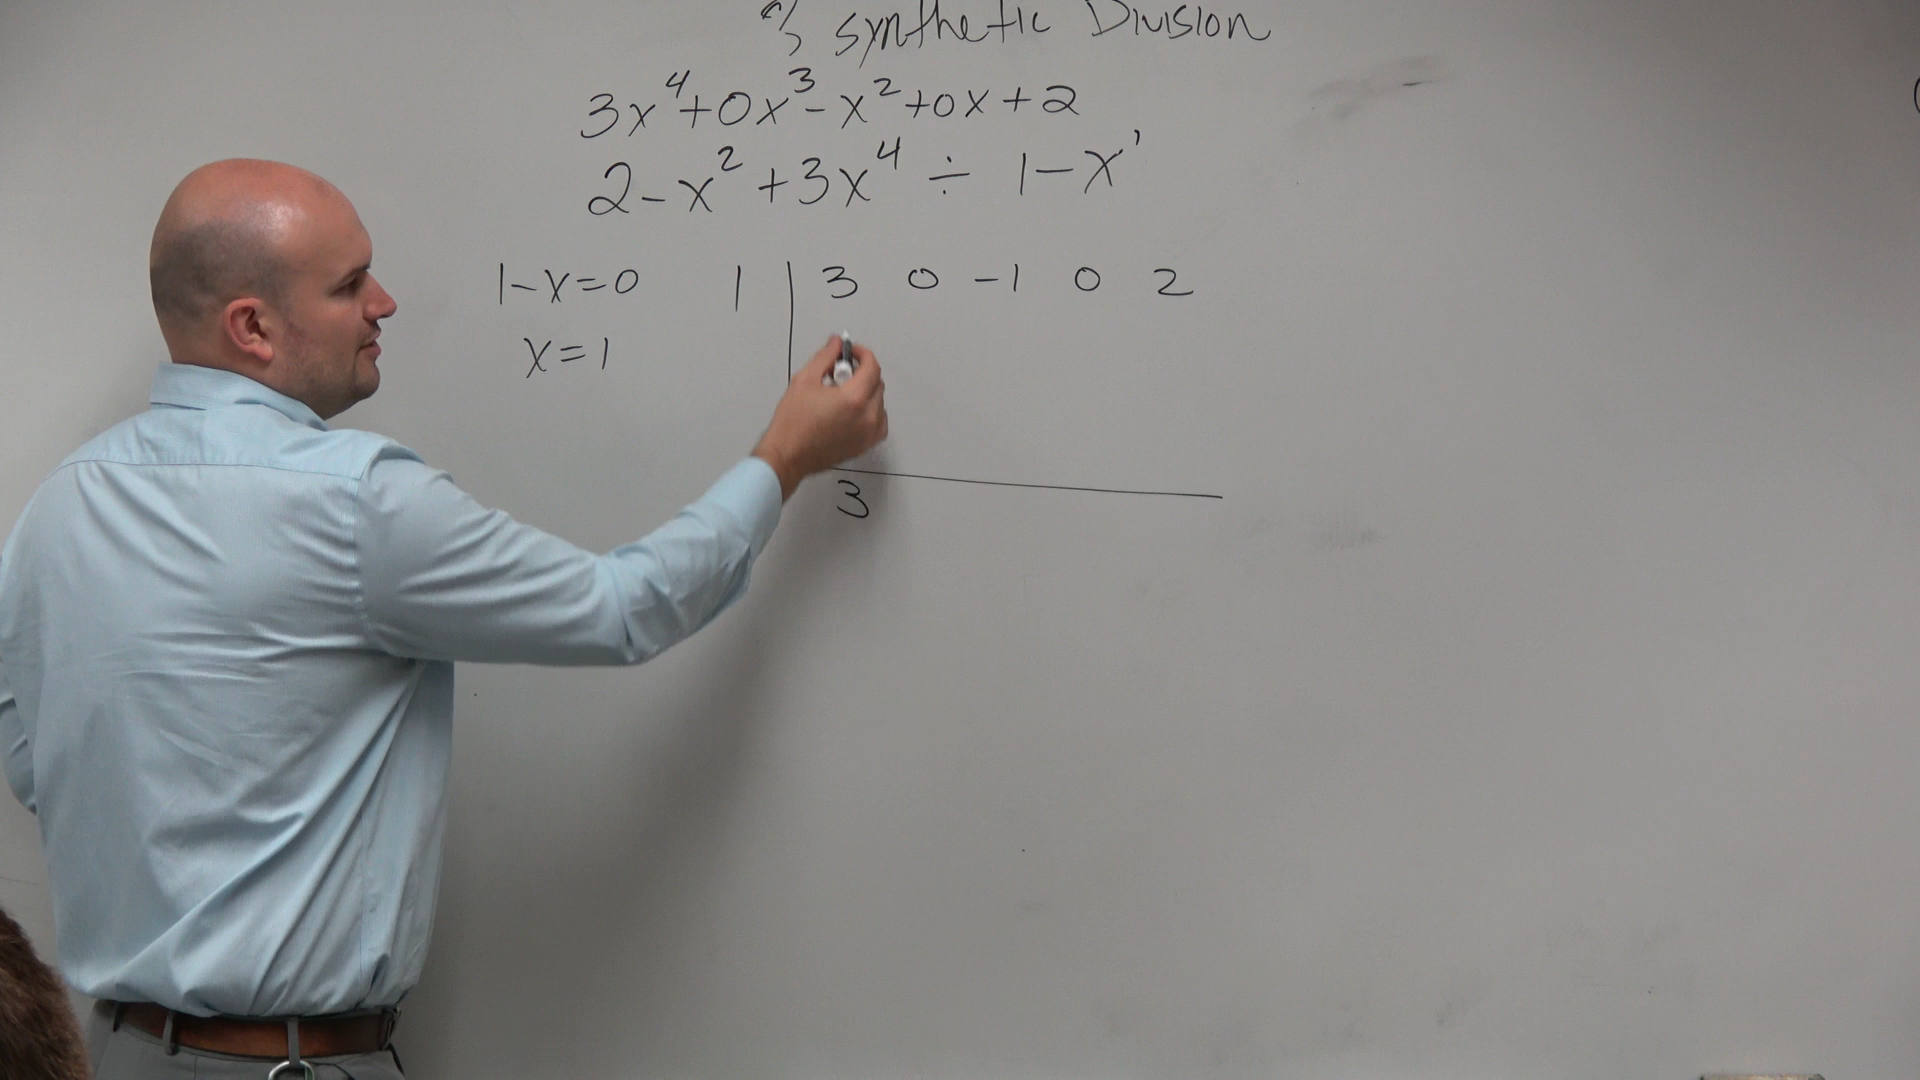 Synthetic Division
3x⁴+0x³-x²+0x+2
2-x²+3x⁴ ÷ 1-x¹
1-x=0 1 | 3 0 -1 0 2
x=1
3